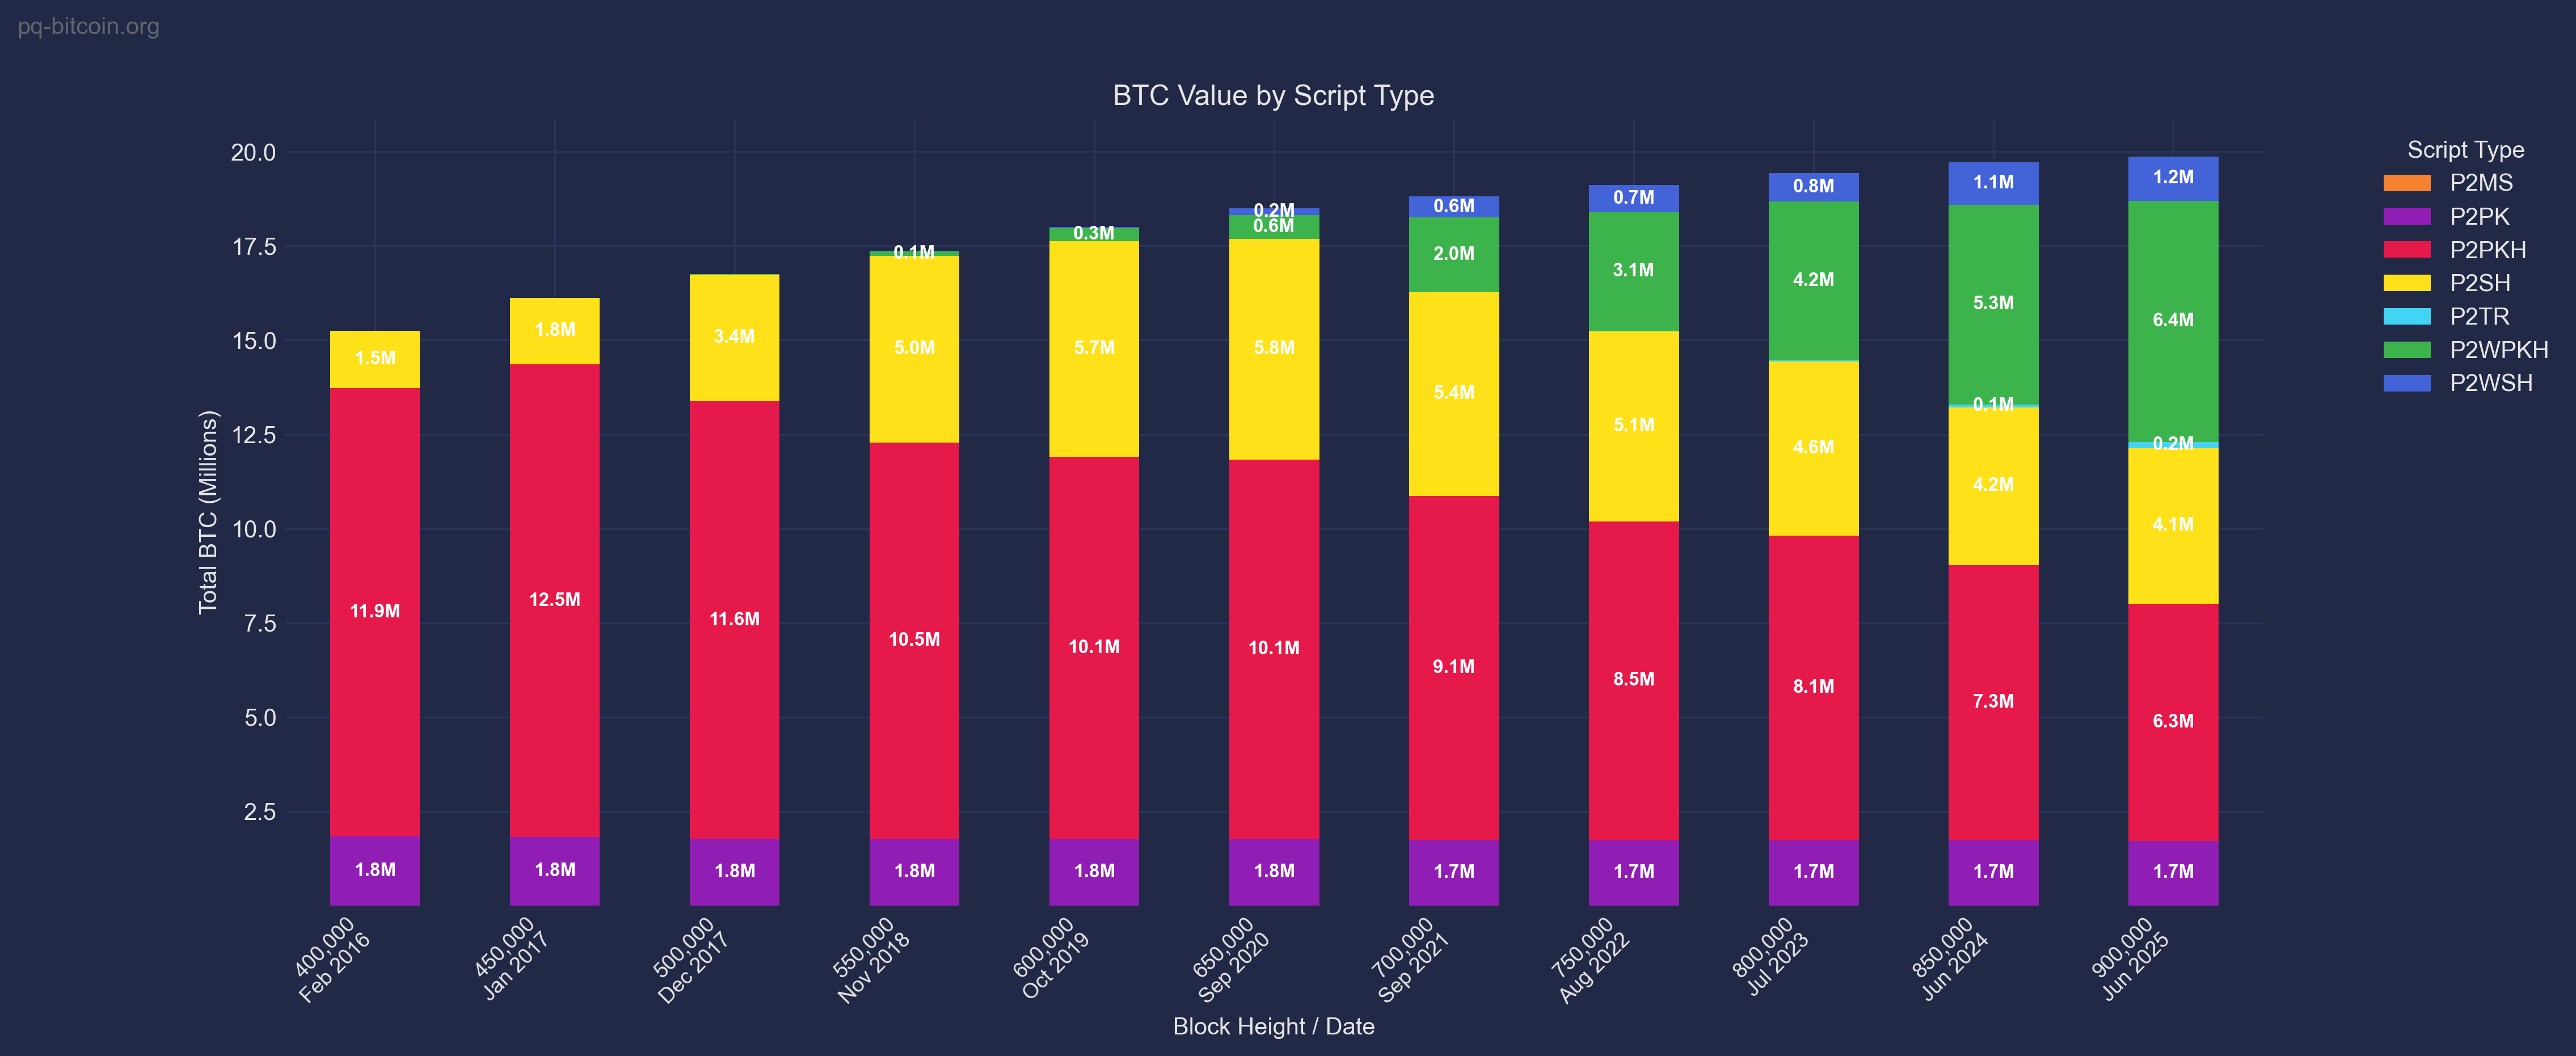 pq-bitcoin.org
BTC Value by Script Type
Total BTC (Millions)
20.0
17.5
15.0
12.5
10.0
7.5
5.0
2.5
1.5M
11.9M
1.8M
1.8M
12.5M
1.8M
3.4M
11.6M
1.8M
0.1M
5.0M
10.5M
1.8M
0.3M
5.7M
10.1M
1.8M
0.2M
0.6M
5.8M
10.1M
1.8M
0.6M
2.0M
5.4M
9.1M
1.7M
0.7M
3.1M
5.1M
8.5M
1.7M
0.8M
4.2M
4.6M
8.1M
1.7M
1.1M
5.3M
0.1M
4.2M
7.3M
1.7M
1.2M
6.4M
0.2M
4.1M
6.3M
1.7M
400,000
Feb 2016
450,000
Jan 2017
500,000
Dec 2017
550,000
Nov 2018
600,000
Oct 2019
650,000
Sep 2020
700,000
Sep 2021
750,000
Aug 2022
800,000
Jul 2023
850,000
Jun 2024
900,000
Jun 2025
Block Height / Date
Script Type
P2MS
P2PK
P2PKH
P2SH
P2TR
P2WPKH
P2WSH